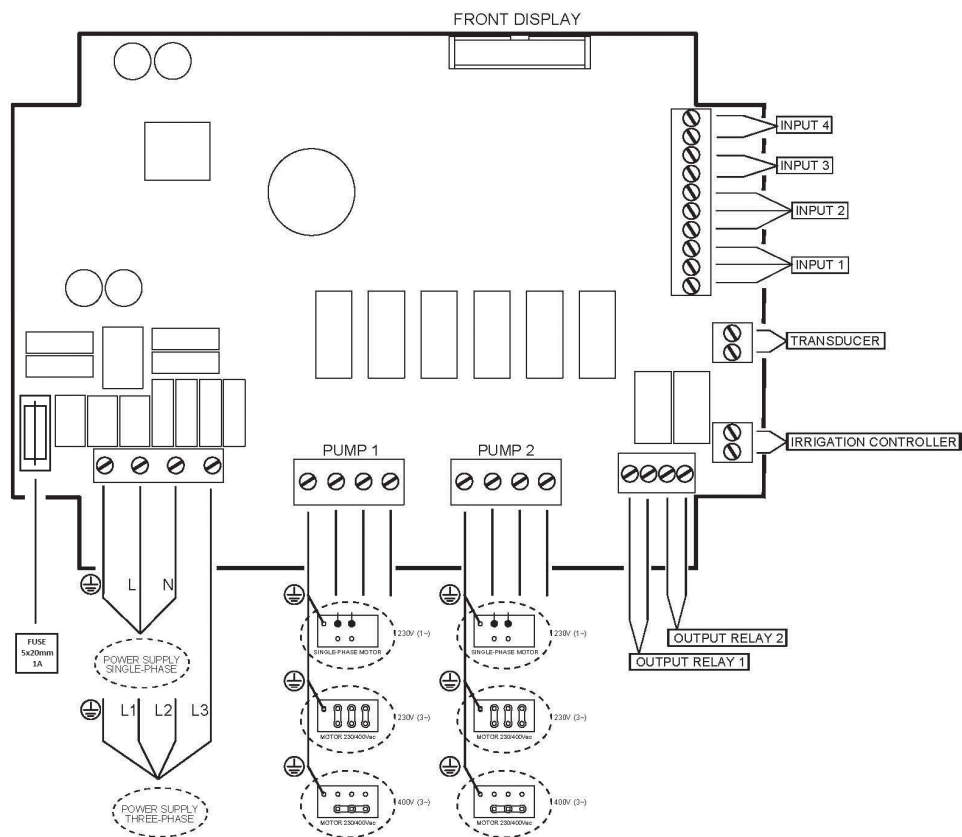 FRONT DISPLAY
INPUT 4
INPUT 3
INPUT 2
INPUT 1
TRANSDUCER
IRRIGATION CONTROLLER
PUMP 1
PUMP 2
L
N
FUSE
5x20mm
1A
POWER SUPPLY
SINGLE-PHASE
L1
L2
L3
POWER SUPPLY
THREE-PHASE
230V (1~)
SINGLE-PHASE MOTOR
230V (3~)
MOTOR 230/400Vac
400V (3~)
MOTOR 230/400Vac
230V (1~)
SINGLE-PHASE MOTOR
230V (3~)
MOTOR 230/400Vac
400V (3~)
MOTOR 230/400Vac
OUTPUT RELAY 2
OUTPUT RELAY 1